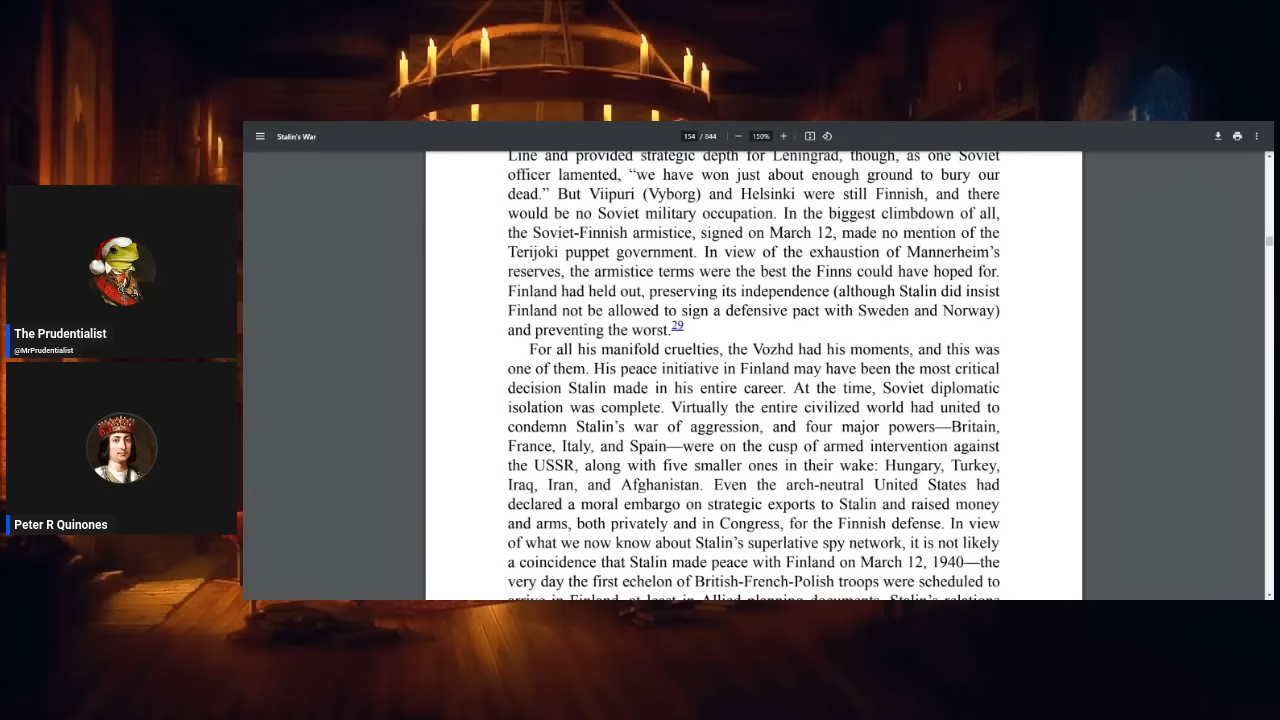 Stalin's War
154 / 844
150%
Line and provided strategic depth for Leningrad, though, as one Soviet
officer lamented, “we have won just about enough ground to bury our
dead.” But Viipuri (Vyborg) and Helsinki were still Finnish, and there
would be no Soviet military occupation. In the biggest climbdown of all,
the Soviet-Finnish armistice, signed on March 12, made no mention of the
Terijoki puppet government. In view of the exhaustion of Mannerheim’s
reserves, the armistice terms were the best the Finns could have hoped for.
Finland had held out, preserving its independence (although Stalin did insist
Finland not be allowed to sign a defensive pact with Sweden and Norway)
and preventing the worst.29
For all his manifold cruelties, the Vozhd had his moments, and this was
one of them. His peace initiative in Finland may have been the most critical
decision Stalin made in his entire career. At the time, Soviet diplomatic
isolation was complete. Virtually the entire civilized world had united to
condemn Stalin’s war of aggression, and four major powers—Britain,
France, Italy, and Spain—were on the cusp of armed intervention against
the USSR, along with five smaller ones in their wake: Hungary, Turkey,
Iraq, Iran, and Afghanistan. Even the arch-neutral United States had
declared a moral embargo on strategic exports to Stalin and raised money
and arms, both privately and in Congress, for the Finnish defense. In view
of what we now know about Stalin’s superlative spy network, it is not likely
a coincidence that Stalin made peace with Finland on March 12, 1940—the
very day the first echelon of British-French-Polish troops were scheduled to
arrive in Finland, at least in Allied planning documents. Stalin’s relations
The Prudentialist
@MrPrudentialist
Peter R Quinones